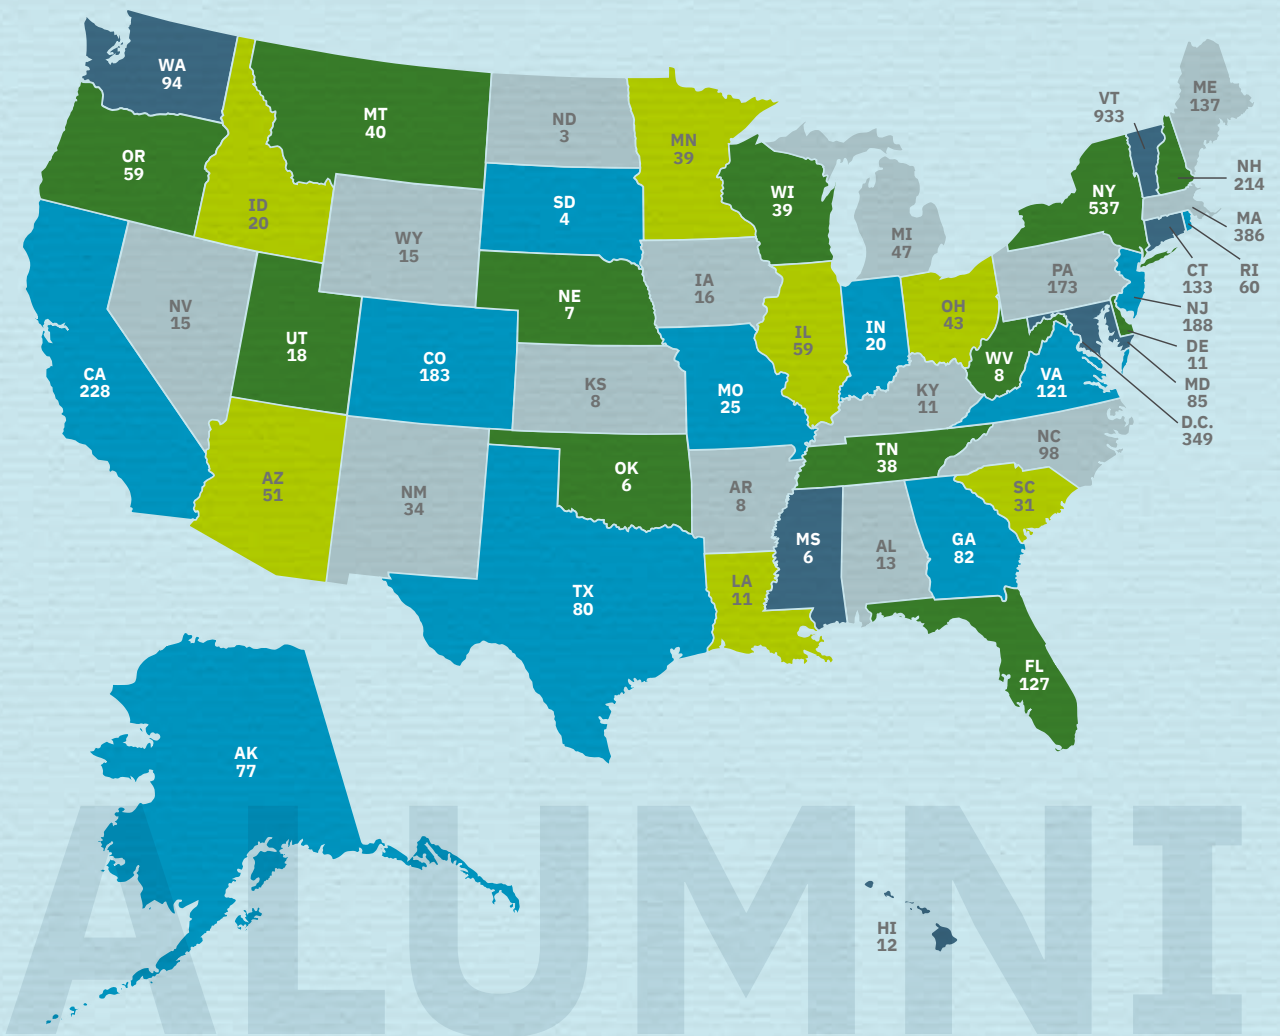 WA
94
MT
40
ND
3
MN
39
ME
137
VT
933
OR
59
ID
20
SD
4
WI
39
NY
537
NH
214
MA
386
WY
15
MI
47
RI
60
CT
133
NV
15
IA
16
PA
173
NJ
188
NE
7
OH
43
IL
59
IN
20
DE
11
UT
18
CO
183
WV
8
VA
121
MD
85
CA
228
KS
8
MO
25
KY
11
D.C.
349
NC
98
TN
38
AZ
51
NM
34
OK
6
AR
8
SC
31
MS
6
AL
13
GA
82
LA
11
TX
80
FL
127
AK
77
HI
12
ALUMNI